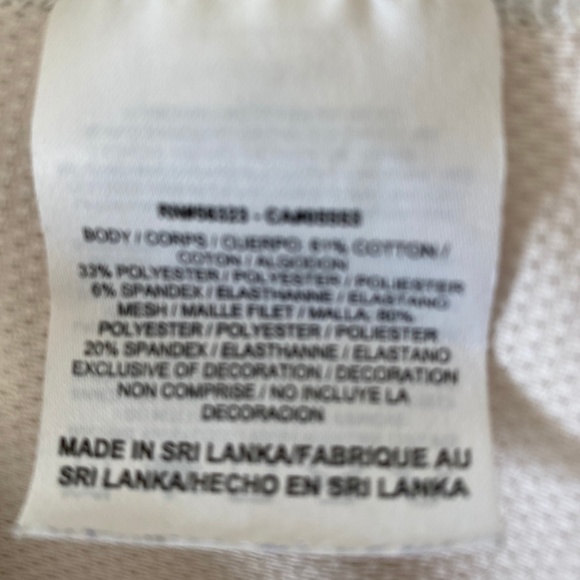 BODY / CORPS / CUERPO: 61% COTTON /
COTON / ALGODON
33% POLYESTER / POLYESTER / POLIESTER
6% SPANDEX / ELASTHANNE / ELASTANO
MESH / MAILLE FILET / MALLA: 80%
POLYESTER / POLYESTER / POLIESTER
20% SPANDEX / ELASTHANNE / ELASTANO
EXCLUSIVE OF DECORATION / DECORATION
NON COMPRISE / NO INCLUYE LA
DECORACION
MADE IN SRI LANKA/FABRIQUE AU
SRI LANKA/HECHO EN SRI LANKA